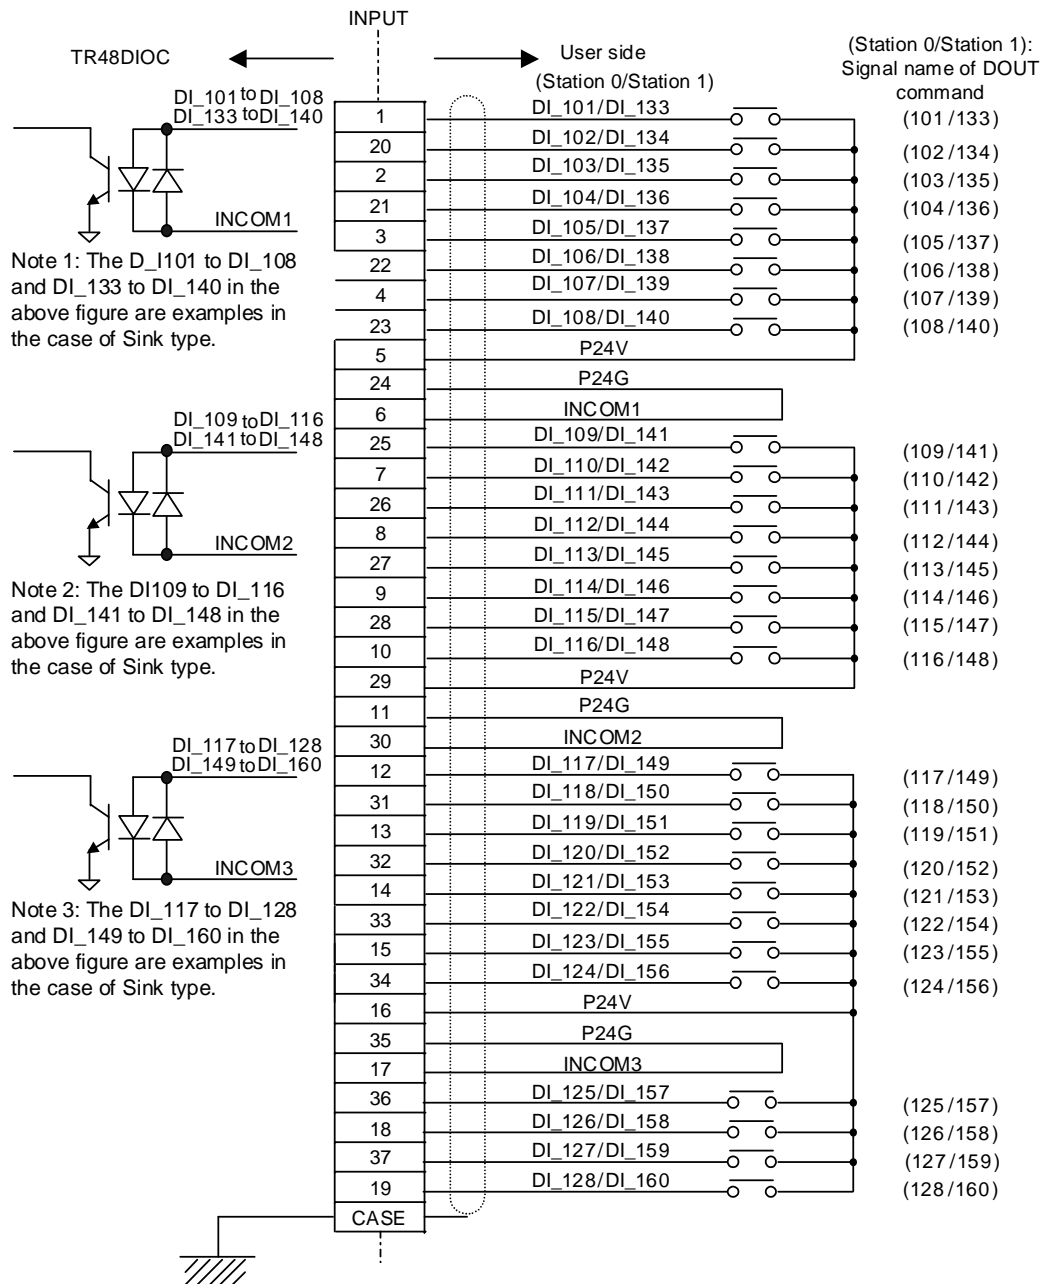 INPUT
TR48DIOC
User side
(Station 0/Station 1)
(Station 0/Station 1):
Signal name of DOUT
command
DI_101 to DI_108
DI_133 to DI_140
INCOM1
Note 1: The D_I101 to DI_108
and DI_133 to DI_140 in the
above figure are examples in
the case of Sink type.
1 DI_101/DI_133 (101/133)
20 DI_102/DI_134 (102/134)
2 DI_103/DI_135 (103/135)
21 DI_104/DI_136 (104/136)
3 DI_105/DI_137 (105/137)
22 DI_106/DI_138 (106/138)
4 DI_107/DI_139 (107/139)
23 DI_108/DI_140 (108/140)
5 P24V
24 P24G
6 INCOM1
DI_109 to DI_116
DI_141 to DI_148
INCOM2
Note 2: The DI109 to DI_116
and DI_141 to DI_148 in the
above figure are examples in
the case of Sink type.
25 DI_109/DI_141 (109/141)
7 DI_110/DI_142 (110/142)
26 DI_111/DI_143 (111/143)
8 DI_112/DI_144 (112/144)
27 DI_113/DI_145 (113/145)
9 DI_114/DI_146 (114/146)
28 DI_115/DI_147 (115/147)
10 DI_116/DI_148 (116/148)
29 P24V
11 P24G
30 INCOM2
DI_117 to DI_128
DI_149 to DI_160
INCOM3
Note 3: The DI_117 to DI_128
and DI_149 to DI_160 in the
above figure are examples in
the case of Sink type.
12 DI_117/DI_149 (117/149)
31 DI_118/DI_150 (118/150)
13 DI_119/DI_151 (119/151)
32 DI_120/DI_152 (120/152)
14 DI_121/DI_153 (121/153)
33 DI_122/DI_154 (122/154)
15 DI_123/DI_155 (123/155)
34 DI_124/DI_156 (124/156)
16 P24V
35 P24G
17 INCOM3
36 DI_125/DI_157 (125/157)
18 DI_126/DI_158 (126/158)
37 DI_127/DI_159 (127/159)
19 DI_128/DI_160 (128/160)
CASE